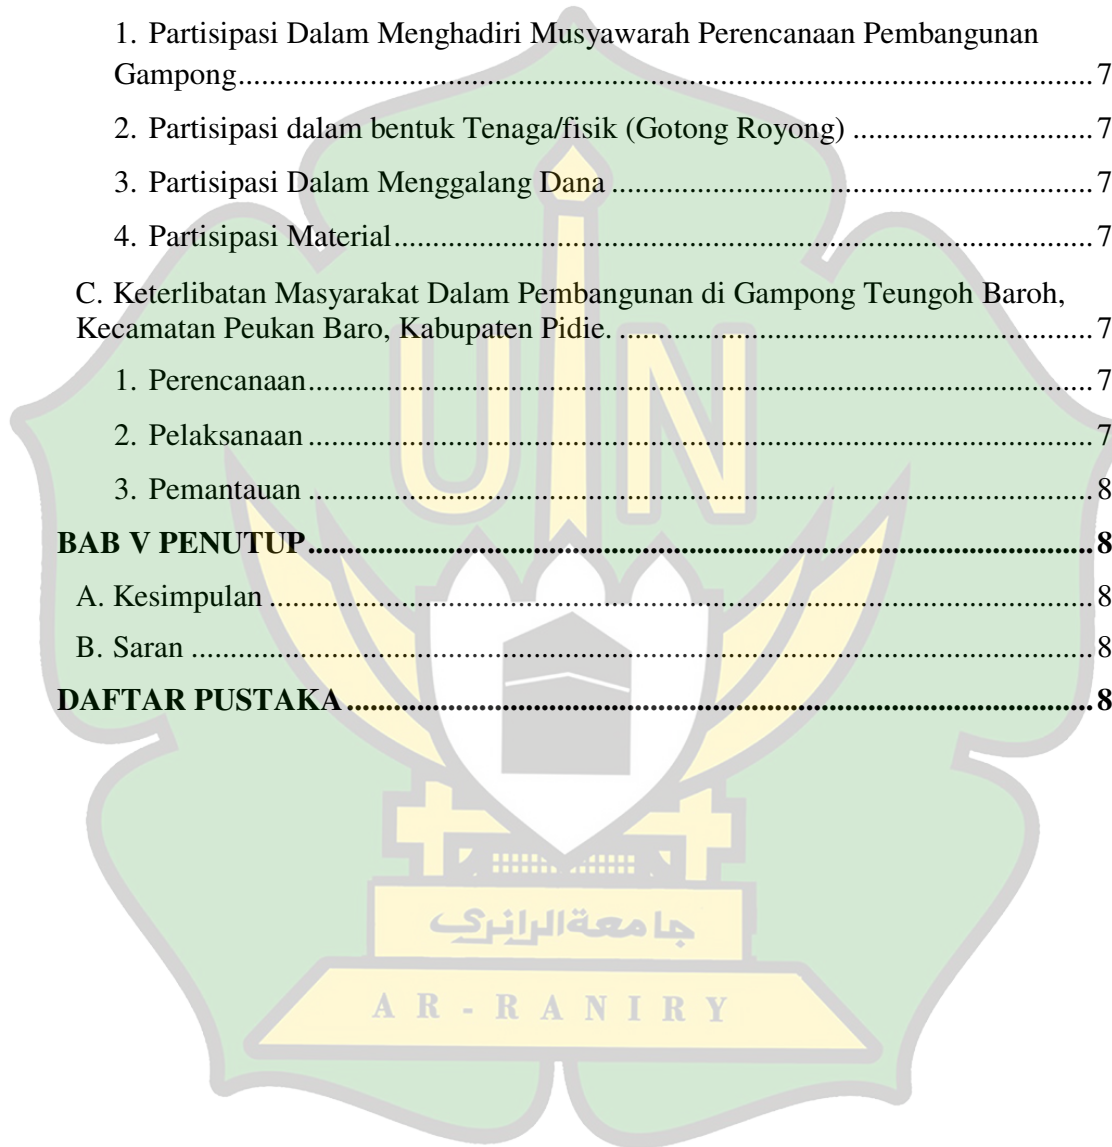 1. Partisipasi Dalam Menghadiri Musyawarah Perencanaan Pembangunan
Gampong........................................................................................................ 7
2. Partisipasi dalam bentuk Tenaga/fisik (Gotong Royong) ............................. 7
3. Partisipasi Dalam Menggalang Dana ........................................................... 7
4. Partisipasi Material...................................................................................... 7
C. Keterlibatan Masyarakat Dalam Pembangunan di Gampong Teungoh Baroh,
Kecamatan Peukan Baro, Kabupaten Pidie. .......................................................... 7
1. Perencanaan................................................................................................ 7
2. Pelaksanaan ................................................................................................ 7
3. Pemantauan ................................................................................................ 8
BAB V PENUTUP................................................................................................ 8
A. Kesimpulan .................................................................................................... 8
B. Saran ............................................................................................................. 8
DAFTAR PUSTAKA............................................................................................ 8
UIN
جامعةالرانري
AR-RANIRY